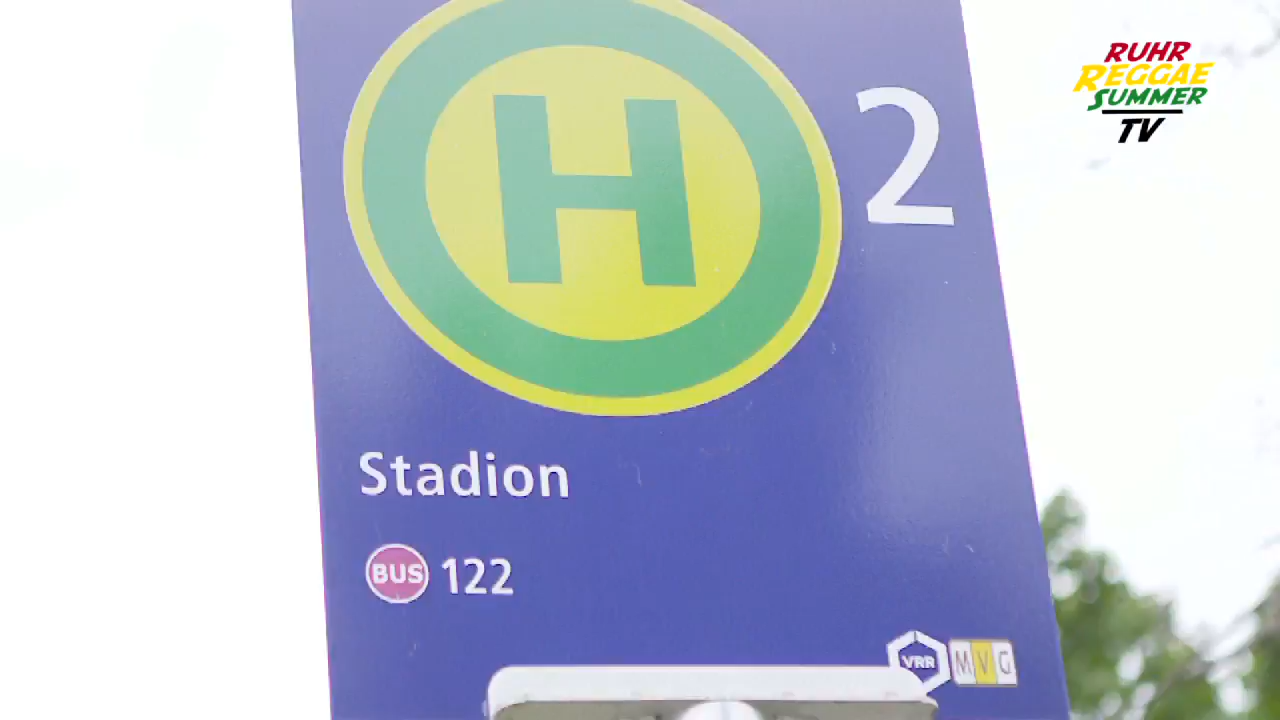 H
2
Stadion
BUS 122
VRR MVG
RUHR
REGGAE
SUMMER
TV